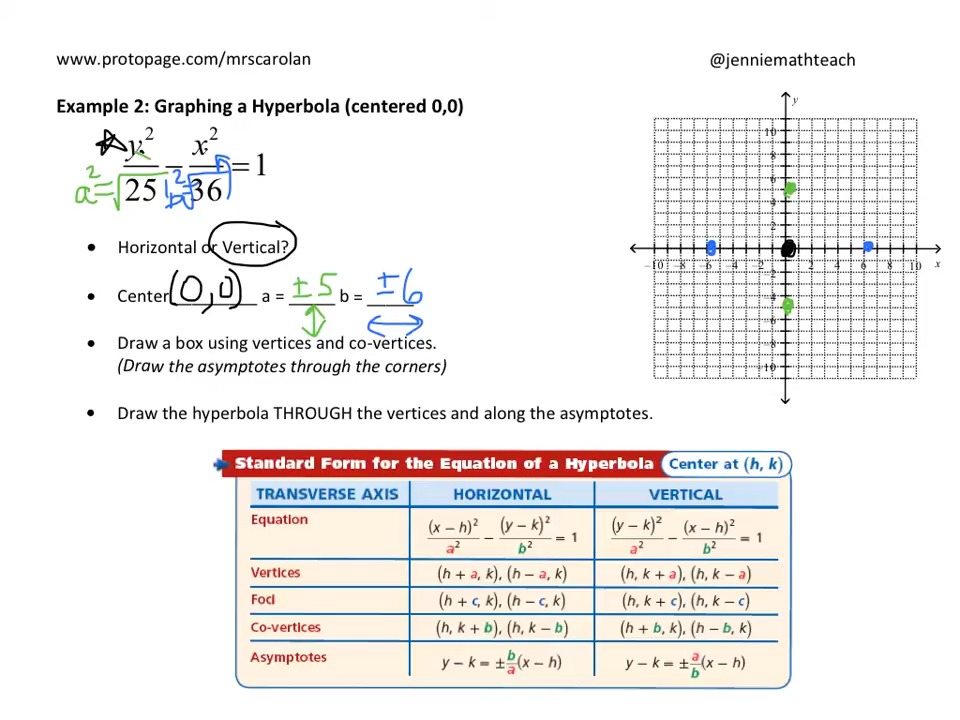 www.protopage.com/mrscarolan
@jenniemathteach
Example 2: Graphing a Hyperbola (centered 0,0)
y² x²
a² = √25 − b² = √36 = 1
• Horizontal or Vertical?
• Center (0,0) a = ±5 b = ±6
• Draw a box using vertices and co-vertices.
(Draw the asymptotes through the corners)
• Draw the hyperbola THROUGH the vertices and along the asymptotes.
y
10
8
6
4
2
−10 −8 −6 −4 −2 2 4 6 8 10 x
−2
−4
−6
−8
−10
Standard Form for the Equation of a Hyperbola Center at (h, k)
TRANSVERSE AXIS HORIZONTAL VERTICAL
Equation (x − h)²/a² − (y − k)²/b² = 1 (y − k)²/a² − (x − h)²/b² = 1
Vertices (h + a, k), (h − a, k) (h, k + a), (h, k − a)
Foci (h + c, k), (h − c, k) (h, k + c), (h, k − c)
Co-vertices (h, k + b), (h, k − b) (h + b, k), (h − b, k)
Asymptotes y − k = ±b/a(x − h) y − k = ±a/b(x − h)